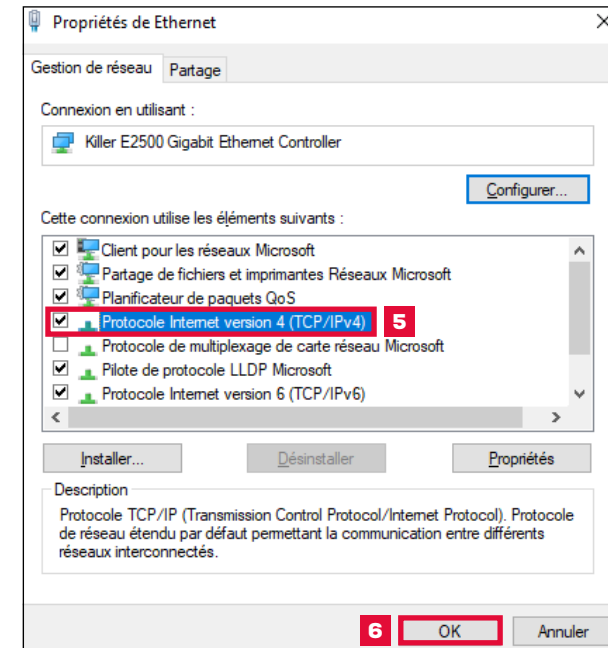 Propriétés de Ethernet
Gestion de réseau Partage
Connexion en utilisant :
Killer E2500 Gigabit Ethernet Controller
Configurer...
Cette connexion utilise les éléments suivants :
Client pour les réseaux Microsoft
Partage de fichiers et imprimantes Réseaux Microsoft
Planificateur de paquets QoS
Protocole Internet version 4 (TCP/IPv4) 5
Protocole de multiplexage de carte réseau Microsoft
Pilote de protocole LLDP Microsoft
Protocole Internet version 6 (TCP/IPv6)
Installer... Désinstaller Propriétés
Description
Protocole TCP/IP (Transmission Control Protocol/Internet Protocol). Protocole
de réseau étendu par défaut permettant la communication entre différents
réseaux interconnectés.
6 OK Annuler